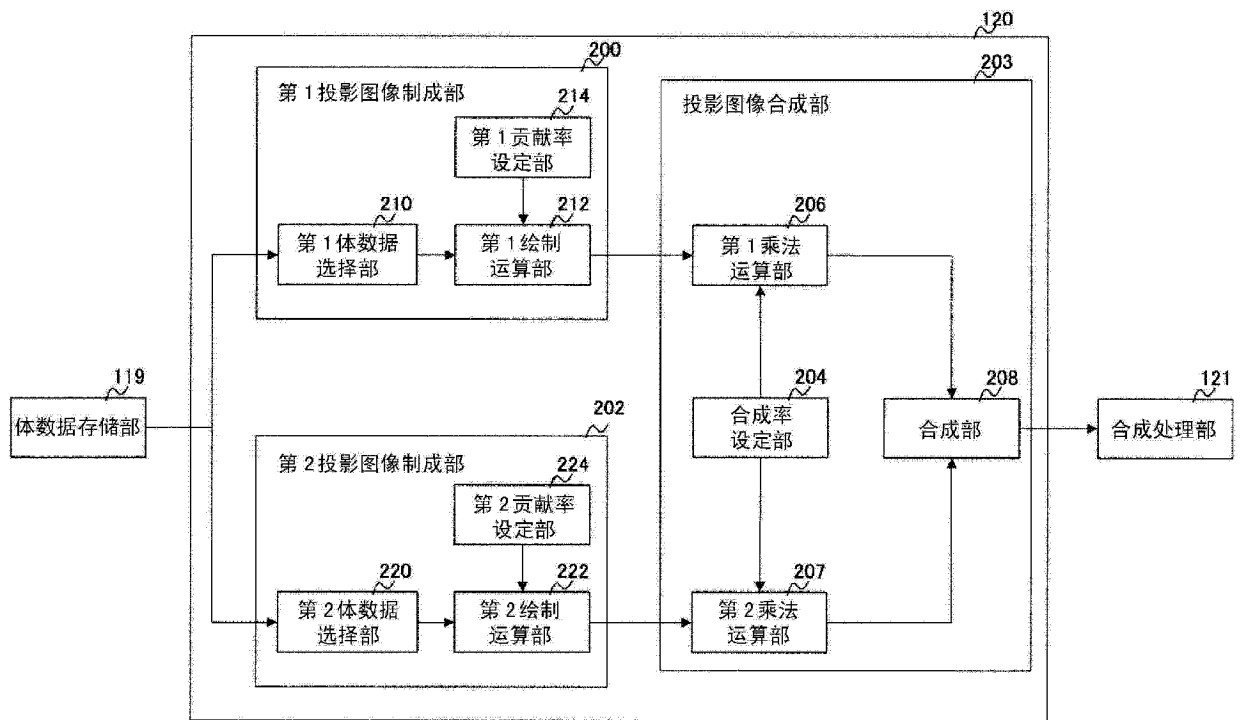 120
200
第1投影图像制成部
214
第1贡献率
设定部
210
第1体数据
选择部
212
第1绘制
运算部
203
投影图像合成部
206
第1乘法
运算部
119
体数据存储部
204
合成率
设定部
208
合成部
121
合成处理部
202
第2投影图像制成部
224
第2贡献率
设定部
220
第2体数据
选择部
222
第2绘制
运算部
207
第2乘法
运算部